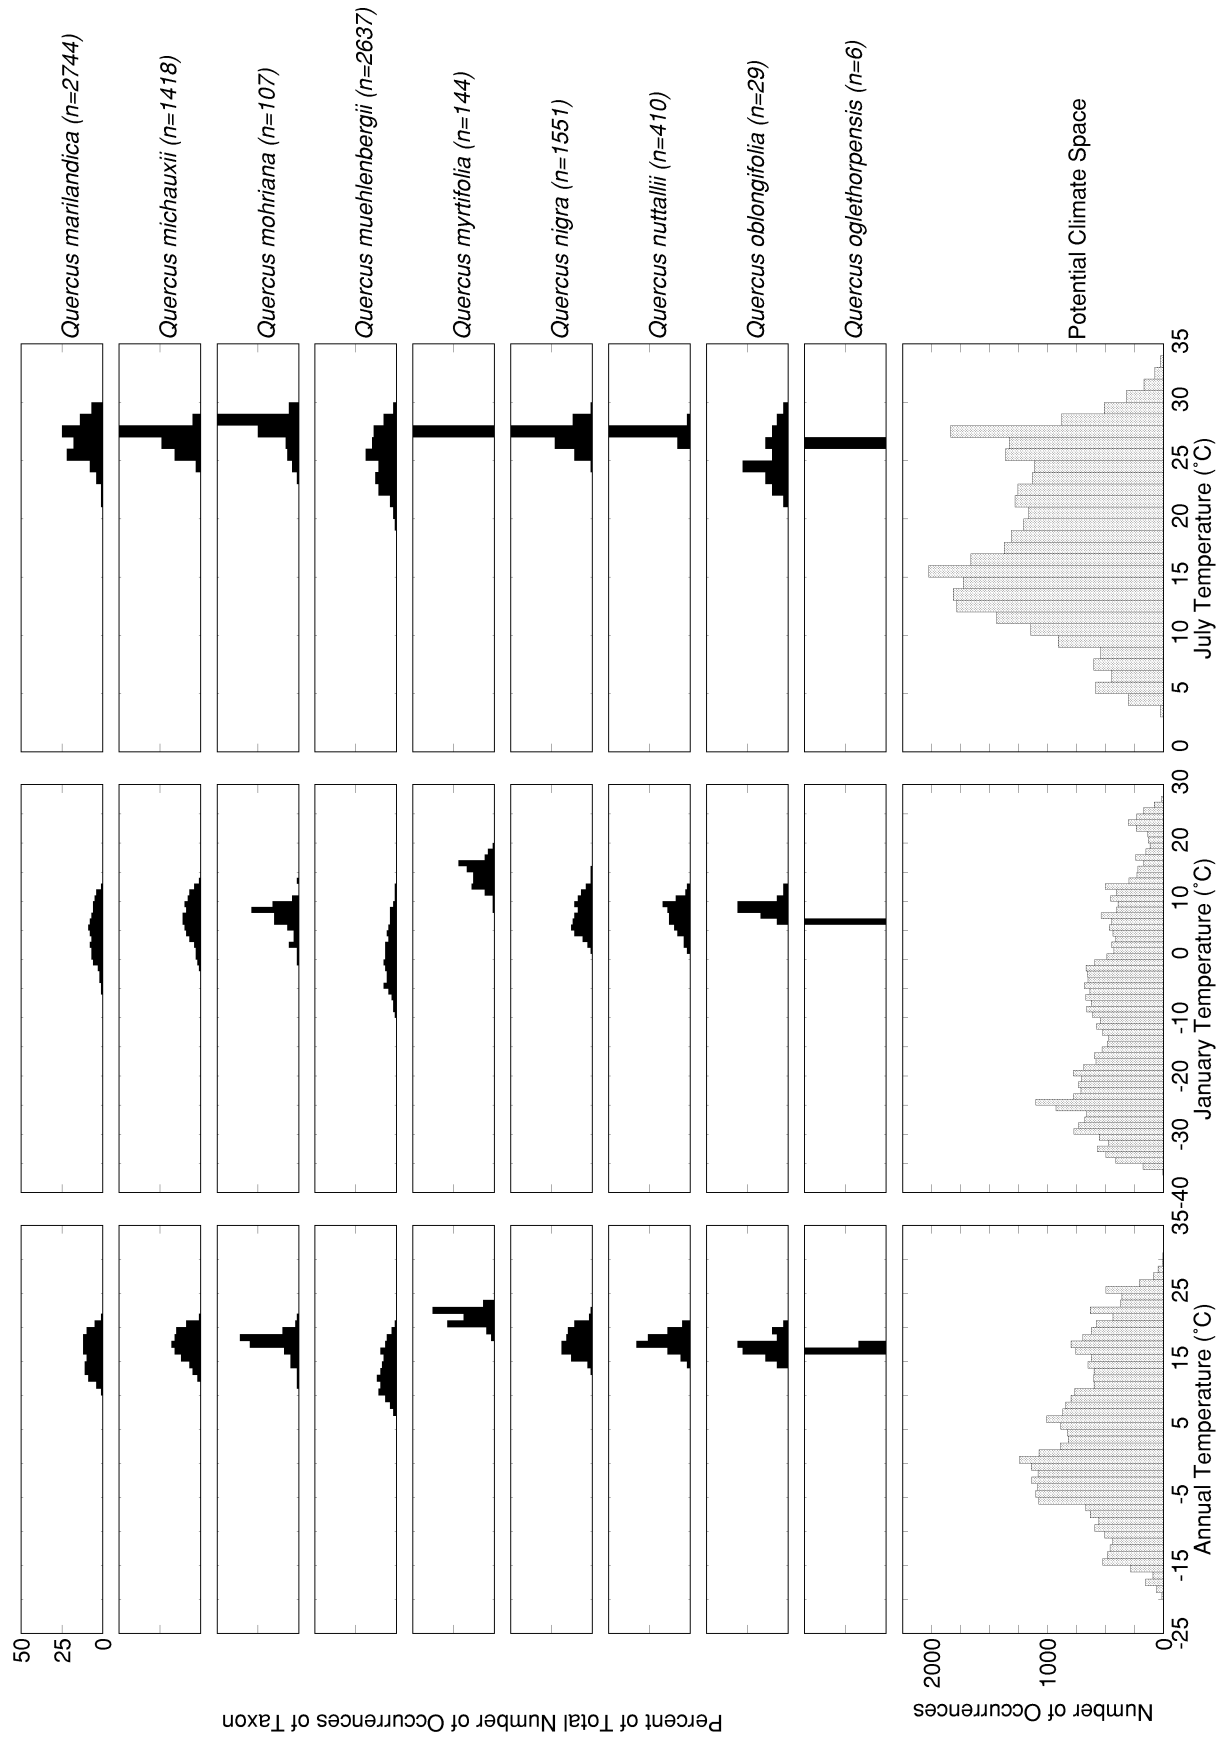 50
25
0
Quercus marilandica (n=2744)
Quercus michauxii (n=1418)
Quercus mohriana (n=107)
Quercus muehlenbergii (n=2637)
Quercus myrtifolia (n=144)
Quercus nigra (n=1551)
Quercus nuttallii (n=410)
Quercus oblongifolia (n=29)
Quercus oglethorpensis (n=6)
Potential Climate Space
Percent of Total Number of Occurrences of Taxon
Number of Occurrences
2000
1000
0
-25 -15 -5 5 15 25 35
Annual Temperature (˚C)
-40 -30 -20 -10 0 10 20 30
January Temperature (˚C)
0 5 10 15 20 25 30 35
July Temperature (˚C)